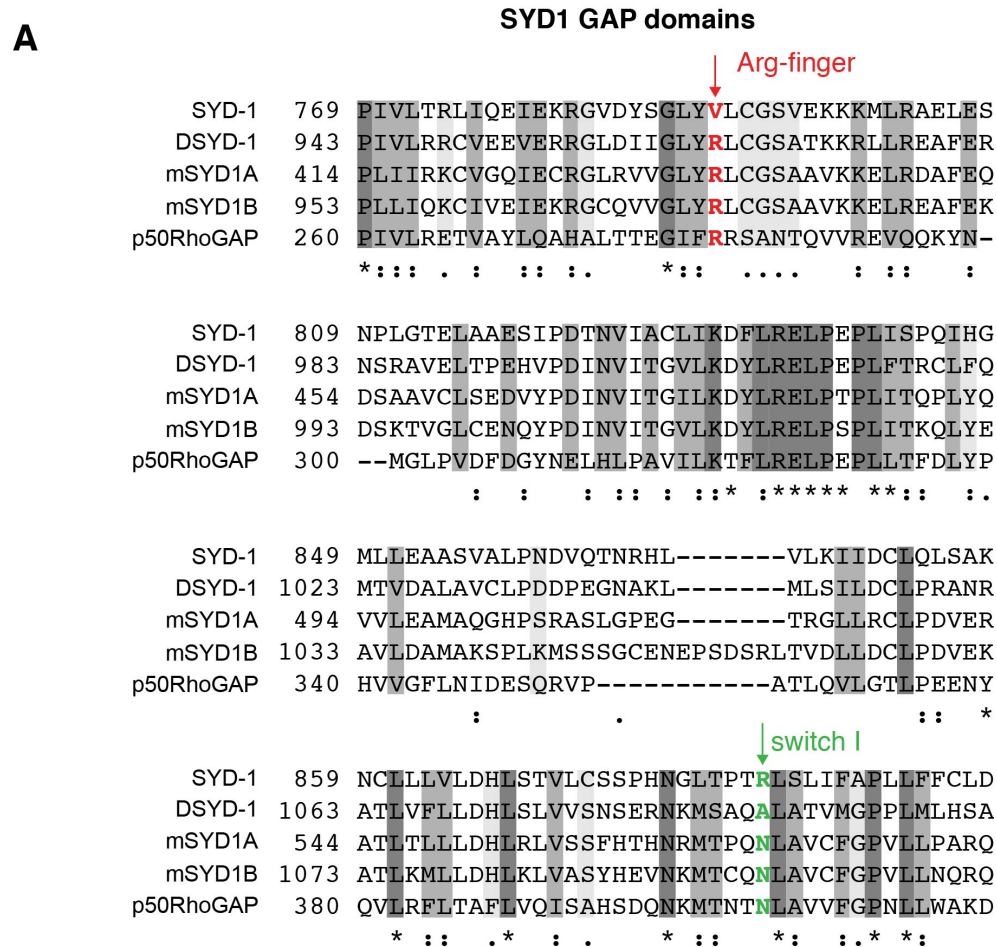 SYD1 GAP domains
A
Arg-finger
SYD-1 769 PIVLTRLIQEIEKRGVDYSGLYVLCGSVEKKKMLRAELES
DSYD-1 943 PIVLRRCVEEVERRGLDIIGLYRLCGSATKKRLLREAFER
mSYD1A 414 PLIIRKCVGQIECRGLRVVGLYRLCGSAAVKKELRDAFEQ
mSYD1B 953 PLLIQKCIVEIEKRGCQVVGLYRLCGSAAVKKELREAFEK
p50RhoGAP 260 PIVLRETVAYLQAHALTTEGIFRRSANTQVVREVQQKYN-
*::: . : :: :. *:: .... : :: :
SYD-1 809 NPLGTELAAESIPDTNVIACLIKDFLRELPEPLISPQIHG
DSYD-1 983 NSRAVELTPEHVPDINVITGVLKDYLRELPEPLFTRCLFQ
mSYD1A 454 DSAAVCLSEDVYPDINVITGILKDYLRELPTPLITQPLYQ
mSYD1B 993 DSKTVGLCENQYPDINVITGVLKDYLRELPSPLITKQLYE
p50RhoGAP 300 --MGLPVDFDGYNELHLPAVILKTFLRELPEPLLTFDLYP
: : : :: : ::* :***** **:: :.
SYD-1 849 MLLEAASVALPNDVQTNRHL-------VLKIIDCLQLSAK
DSYD-1 1023 MTVDALAVCLPDDPEGNAKL-------MLSILDCLPRANR
mSYD1A 494 VVLEAMAQGHPSRASLGPEG-------TRGLLRCLPDVER
mSYD1B 1033 AVLDAMAKSPLKMSSSGCENEPSDSRLTVDLLDCLPDVEK
p50RhoGAP 340 HVVGFLNIDESQRVP-----------ATLQVLGTLPEENY
: . :: *
switch I
SYD-1 859 NCLLLVLDHLSTVLCSSPHNGLTPTRLSLIFAPLLFFCLD
DSYD-1 1063 ATLVFLLDHLSLVVSNSERNKMSAQALATVMGPPLMLHSA
mSYD1A 544 ATLTLLLDHLRLVSSFHTHNRMTPQNLAVCFGPVLLPARQ
mSYD1B 1073 ATLKMLLDHLKLVASYHEVNKMTCQNLAVCFGPVLLNQRQ
p50RhoGAP 380 QVLRFLTAFLVQISAHSDQNKMTNTNLAVVFGPNLLWAKD
* :: .* : . * :: *: :.* *: